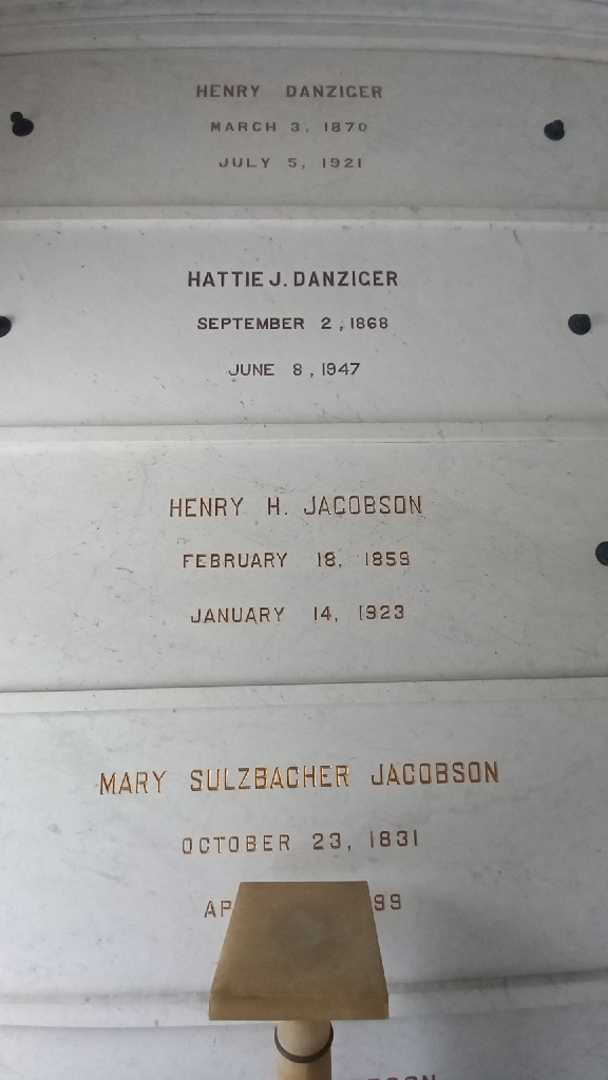 HENRY DANZIGER
MARCH 3, 1870
JULY 5, 1921
HATTIE J. DANZIGER
SEPTEMBER 2, 1868
JUNE 8, 1947
HENRY H. JACOBSON
FEBRUARY 18, 1859
JANUARY 14, 1923
MARY SULZBACHER JACOBSON
OCTOBER 23, 1831